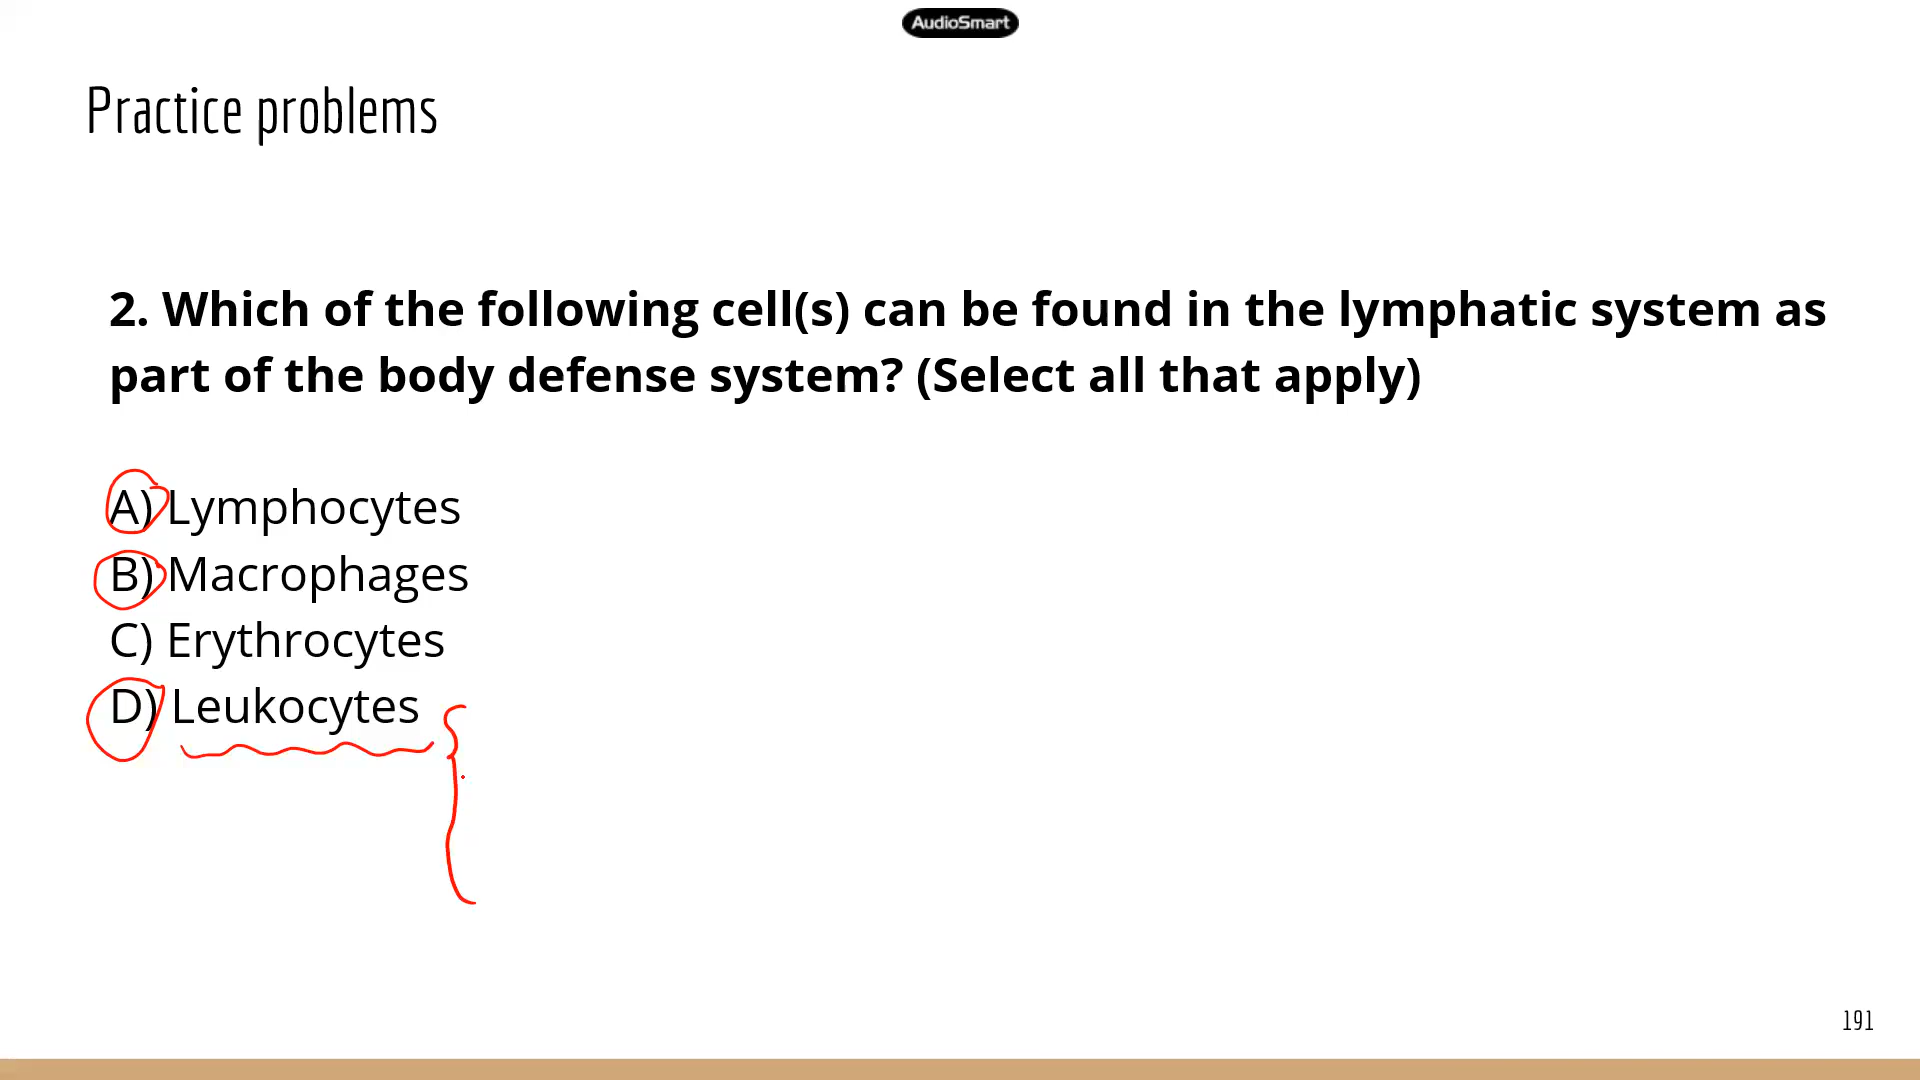 AudioSmart
Practice problems
2. Which of the following cell(s) can be found in the lymphatic system as
part of the body defense system? (Select all that apply)
A) Lymphocytes
B) Macrophages
C) Erythrocytes
D) Leukocytes
191